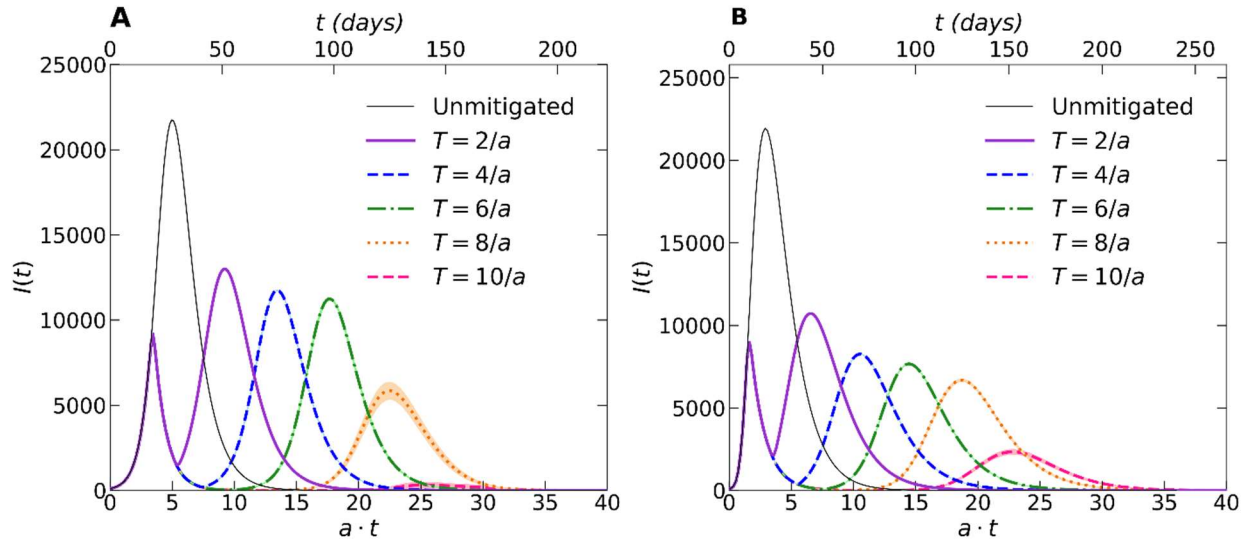 A
t (days)
0 50 100 150 200
25000
20000
15000
10000
5000
0
I(t)
Unmitigated
T = 2/a
T = 4/a
T = 6/a
T = 8/a
T = 10/a
0 5 10 15 20 25 30 35 40
a · t
B
t (days)
0 50 100 150 200 250
25000
20000
15000
10000
5000
0
I(t)
Unmitigated
T = 2/a
T = 4/a
T = 6/a
T = 8/a
T = 10/a
0 5 10 15 20 25 30 35 40
a · t